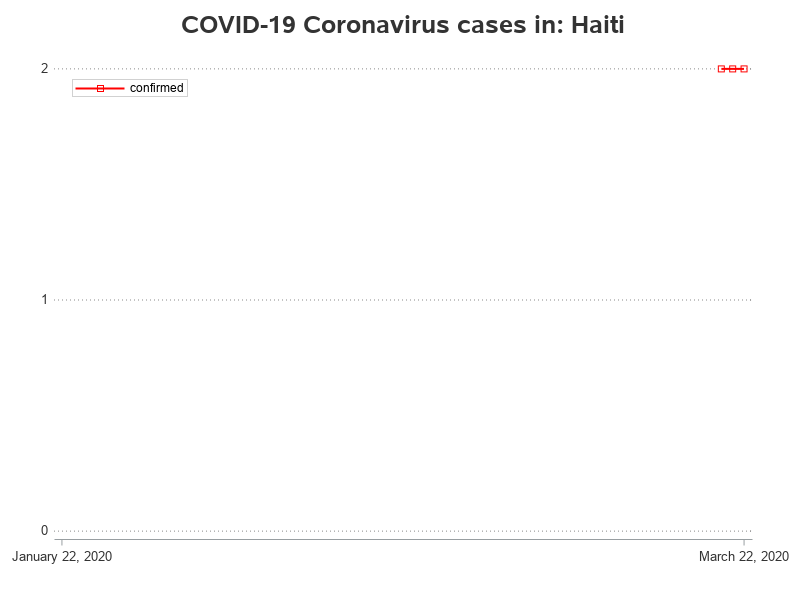 COVID-19 Coronavirus cases in: Haiti
2
confirmed
1
0
January 22, 2020
March 22, 2020